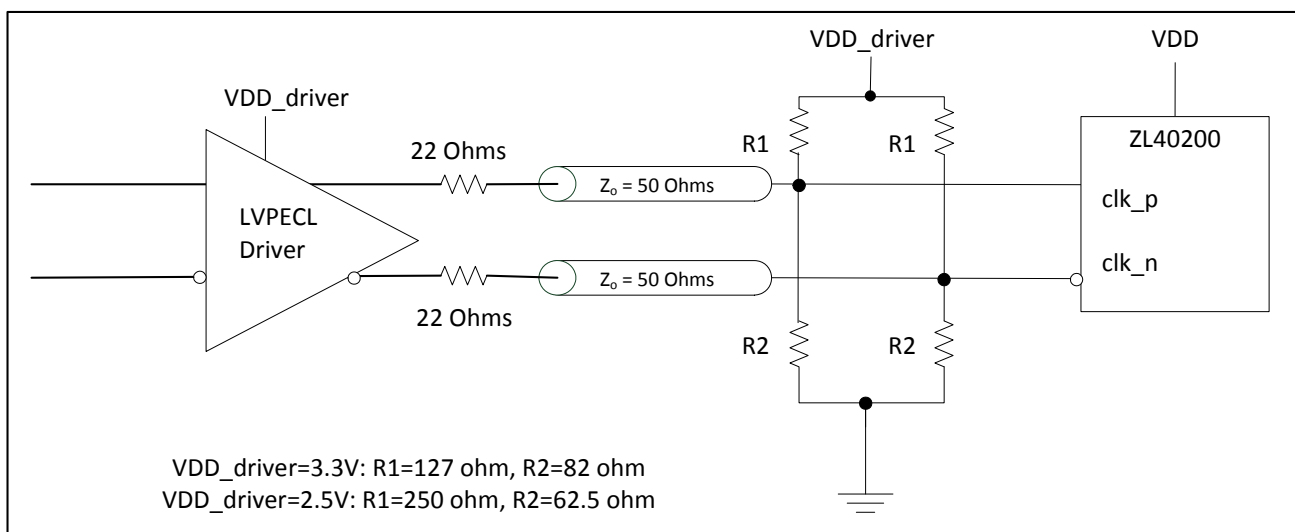 VDD_driver
VDD
VDD_driver
22 Ohms
R1
R1
ZL40200
Zo = 50 Ohms
clk_p
LVPECL
Driver
Zo = 50 Ohms
clk_n
22 Ohms
R2
R2
VDD_driver=3.3V: R1=127 ohm, R2=82 ohm
VDD_driver=2.5V: R1=250 ohm, R2=62.5 ohm